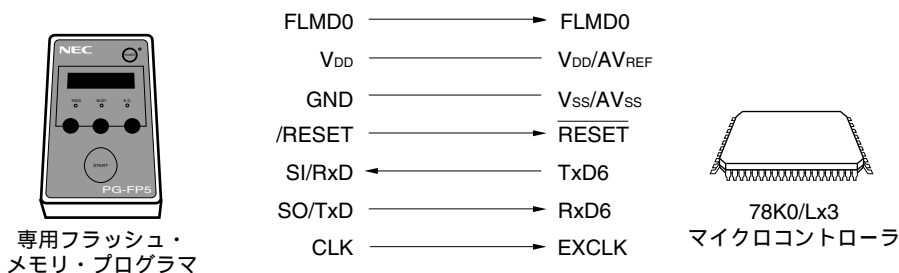 FLMD0 FLMD0
VDD VDD/AVREF
GND VSS/AVSS
/RESET RESET
SI/RxD TxD6
SO/TxD RxD6
CLK EXCLK
NEC
PASS BUSY N G
START
PG-FP5
専用フラッシュ・
メモリ・プログラマ
78K0/Lx3
マイクロコントローラ